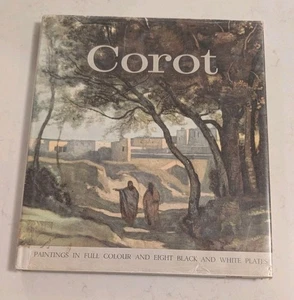 Corot
PAINTINGS IN FULL COLOUR AND EIGHT BLACK AND WHITE PLATES